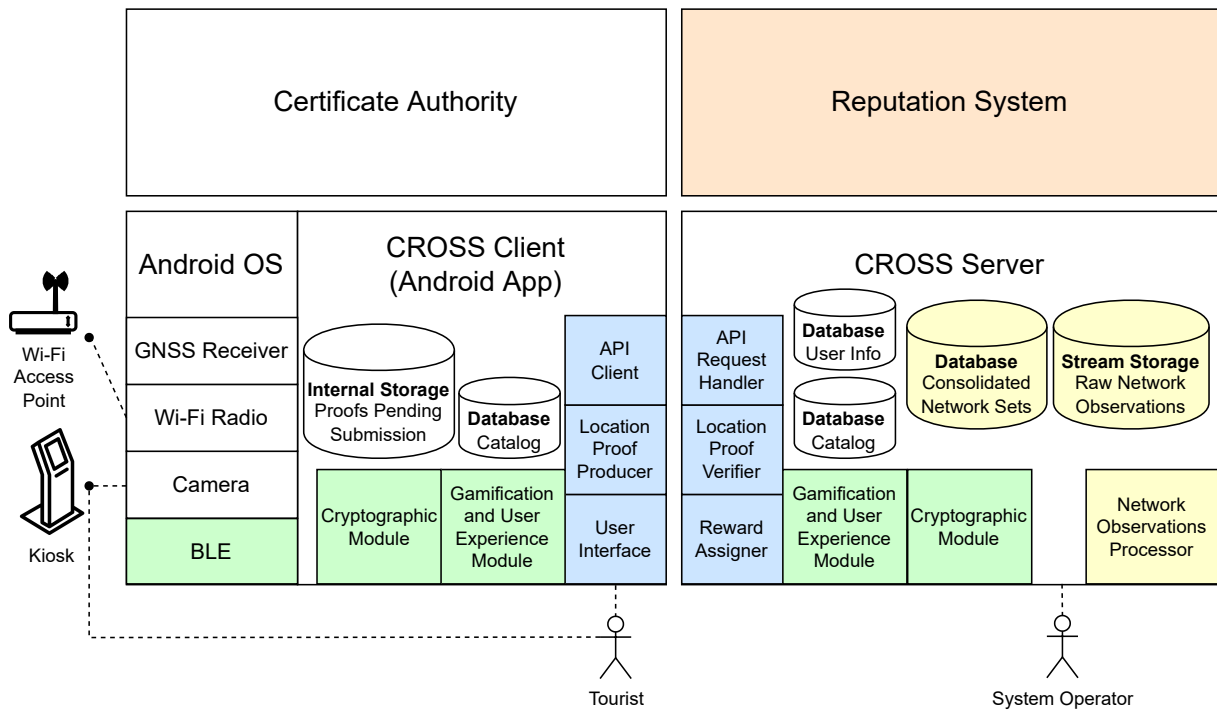 Certificate Authority
Reputation System
Android OS
GNSS Receiver
Wi-Fi Radio
Camera
BLE
CROSS Client
(Android App)
Internal Storage
Proofs Pending
Submission
Database
Catalog
API
Client
Location
Proof
Producer
User
Interface
Cryptographic
Module
Gamification
and User
Experience
Module
CROSS Server
API
Request
Handler
Location
Proof
Verifier
Reward
Assigner
Database
User Info
Database
Catalog
Database
Consolidated
Network Sets
Stream Storage
Raw Network
Observations
Gamification
and User
Experience
Module
Cryptographic
Module
Network
Observations
Processor
Wi-Fi
Access
Point
Kiosk
Tourist
System Operator